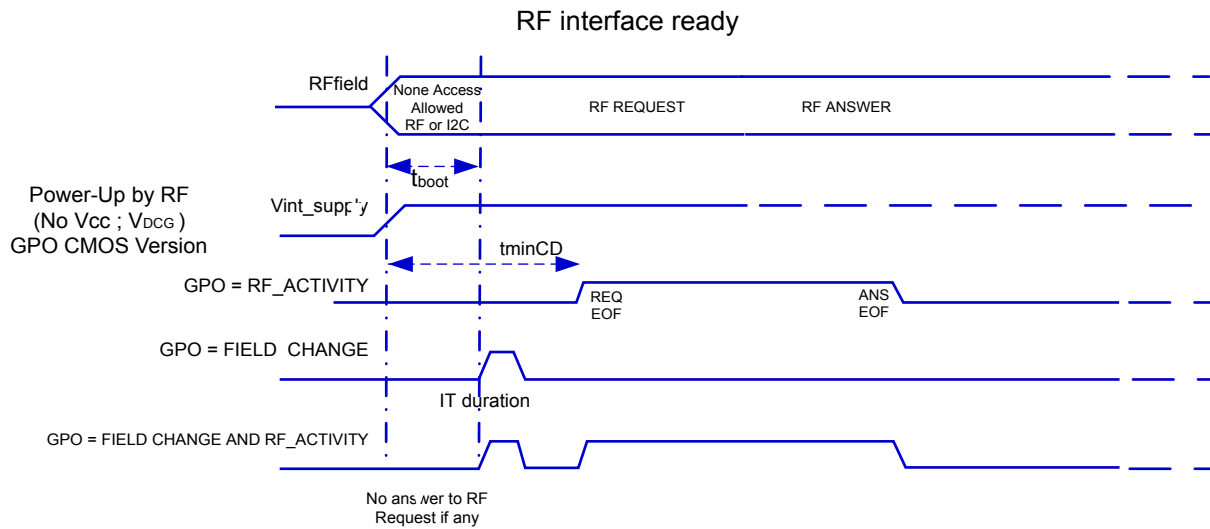 RF interface ready
RFfield
None Access
Allowed
RF or I2C
RF REQUEST
RF ANSWER
tboot
Power-Up by RF
(No Vcc ; VDCG )
GPO CMOS Version
Vint_supply
tminCD
GPO = RF_ACTIVITY
REQ
EOF
ANS
EOF
GPO = FIELD CHANGE
IT duration
GPO = FIELD CHANGE AND RF_ACTIVITY
No answer to RF
Request if any